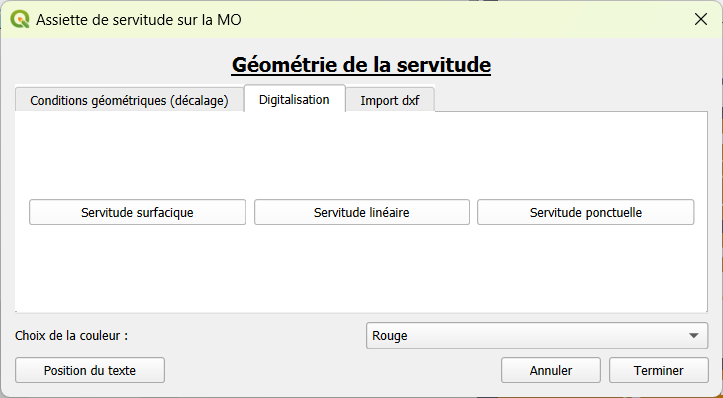 Assiette de servitude sur la MO
Géométrie de la servitude
Conditions géométriques (décalage) Digitalisation Import dxf
Servitude surfacique Servitude linéaire Servitude ponctuelle
Choix de la couleur : Rouge
Position du texte Annuler Terminer